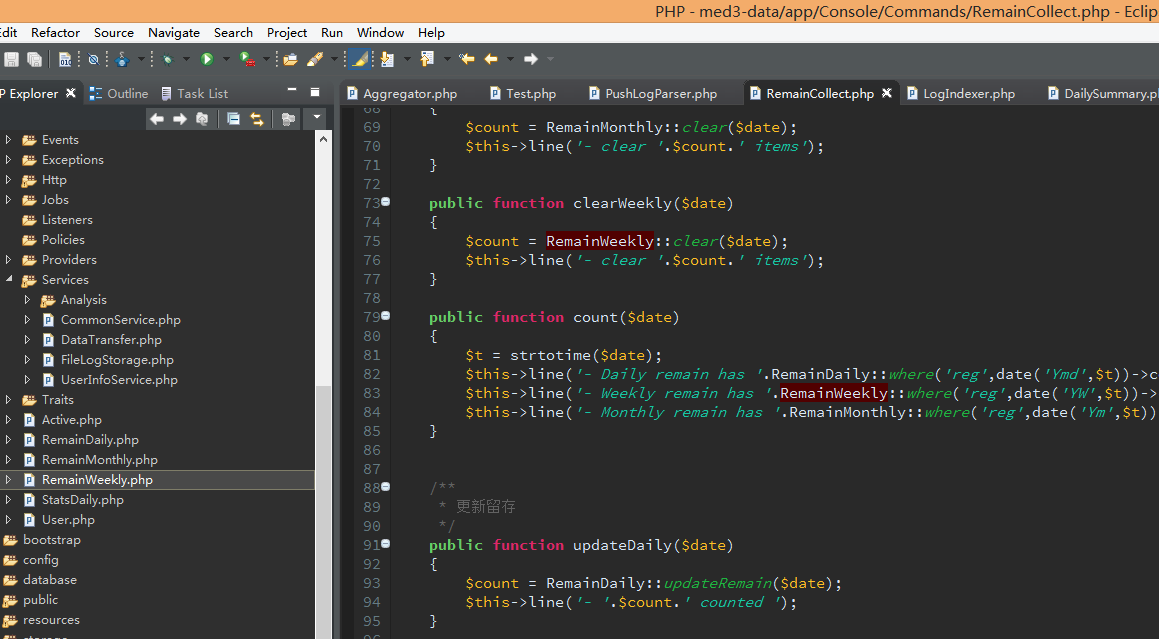 PHP - med3-data/app/Console/Commands/RemainCollect.php - Eclip
dit Refactor Source Navigate Search Project Run Window Help
P Explorer Outline Task List
Aggregator.php Test.php PushLogParser.php RemainCollect.php LogIndexer.php DailySummary.ph
Events
Exceptions
Http
Jobs
Listeners
Policies
Providers
Services
Analysis
CommonService.php
DataTransfer.php
FileLogStorage.php
UserInfoService.php
Traits
Active.php
RemainDaily.php
RemainMonthly.php
RemainWeekly.php
StatsDaily.php
User.php
bootstrap
config
database
public
resources
storage
68 {
69 $count = RemainMonthly::clear($date);
70 $this->line('- clear '.$count.' items');
71 }
72
73 public function clearWeekly($date)
74 {
75 $count = RemainWeekly::clear($date);
76 $this->line('- clear '.$count.' items');
77 }
78
79 public function count($date)
80 {
81 $t = strtotime($date);
82 $this->line('- Daily remain has '.RemainDaily::where('reg',date('Ymd',$t))->c
83 $this->line('- Weekly remain has '.RemainWeekly::where('reg',date('YW',$t))->
84 $this->line('- Monthly remain has '.RemainMonthly::where('reg',date('Ym',$t))
85 }
86
87
88 /**
89 * 更新留存
90 */
91 public function updateDaily($date)
92 {
93 $count = RemainDaily::updateRemain($date);
94 $this->line('- '.$count.' counted ');
95 }
96